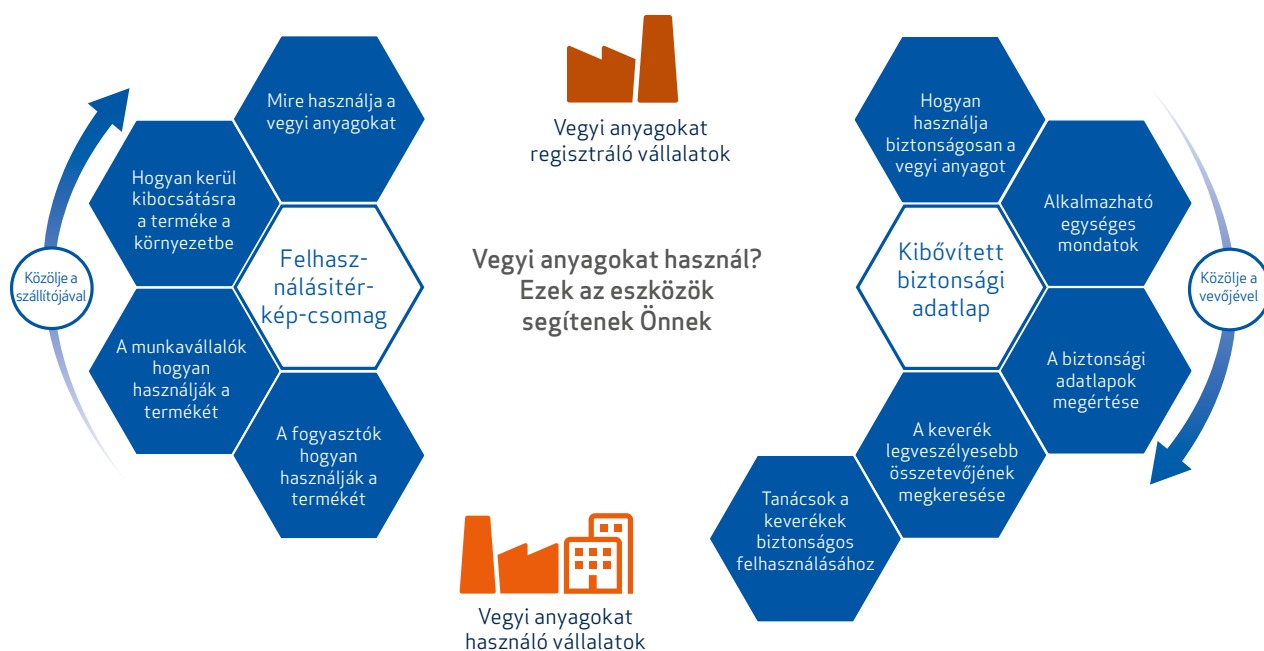 Mire használja a
vegyi anyagokat
Hogyan kerül
kibocsátásra
a terméke a
környezetbe
Közölje a
szállítójával
Felhasz-
nálásitér-
kép-csomag
A munkavállalók
hogyan
használják a
termékét
A fogyasztók
hogyan
használják a
termékét
Vegyi anyagokat
regisztráló vállalatok
Vegyi anyagokat használ?
Ezek az eszközök
segítenek Önnek
Vegyi anyagokat
használó vállalatok
Hogyan
használja
biztonságosan a
vegyi anyagot
Alkalmazható
egységes
mondatok
Kibővített
biztonsági
adatlap
Közölje a
vevőjével
A biztonsági
adatlapok
megértése
A keverék
legveszélyesebb
összetevőjének
megkeresése
Tanácsok a
keverékek
biztonságos
felhasználásához